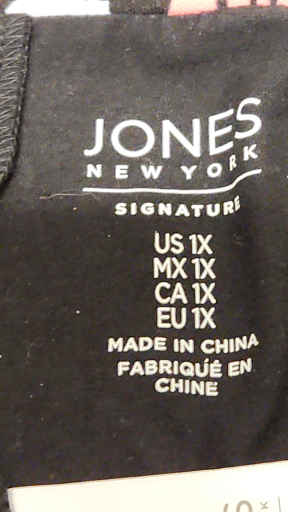 JONES
NEW YORK
SIGNATURE
US 1X
MX 1X
CA 1X
EU 1X
MADE IN CHINA
FABRIQUÉ EN
CHINE